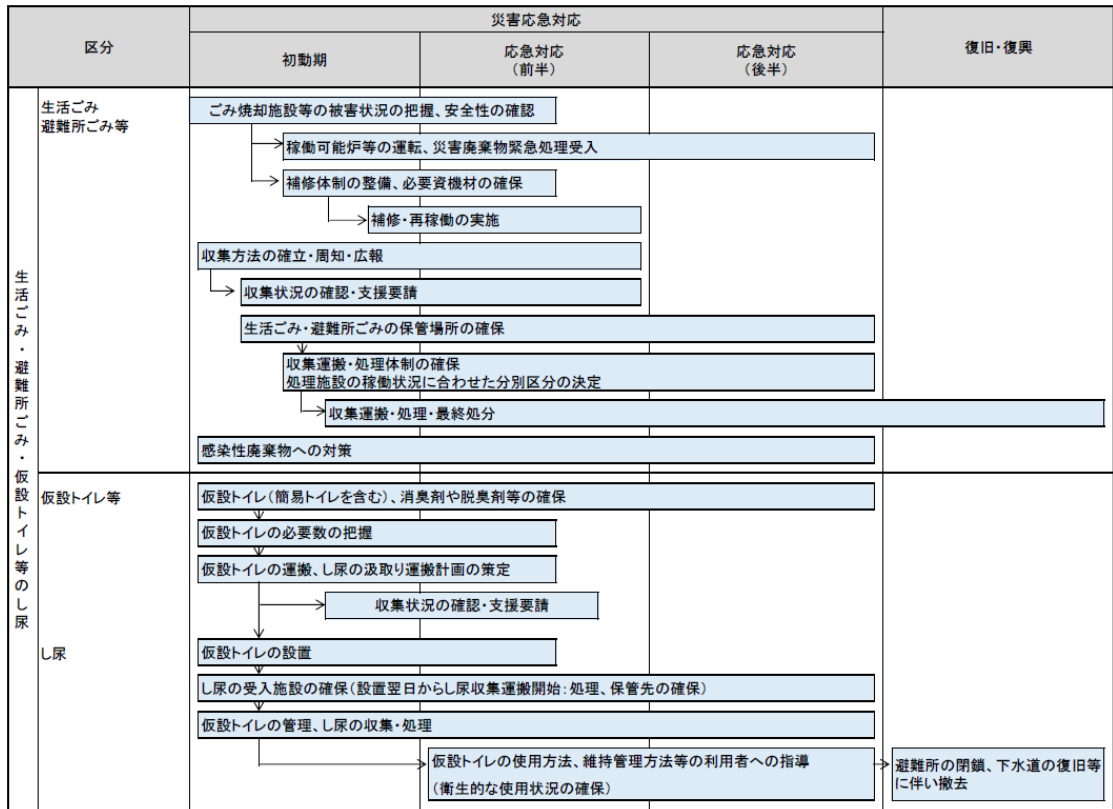 区分
災害応急対応
復旧・復興
初動期
応急対応
(前半)
応急対応
(後半)
生活ごみ・避難所ごみ・仮設トイレ等のし尿
生活ごみ
避難所ごみ等
ごみ焼却施設等の被害状況の把握、安全性の確認
稼働可能炉等の運転、災害廃棄物緊急処理受入
補修体制の整備、必要資機材の確保
補修・再稼働の実施
収集方法の確立・周知・広報
収集状況の確認・支援要請
生活ごみ・避難所ごみの保管場所の確保
収集運搬・処理体制の確保
処理施設の稼働状況に合わせた分別区分の決定
収集運搬・処理・最終処分
感染性廃棄物への対策
仮設トイレ等
仮設トイレ(簡易トイレを含む)、消臭剤や脱臭剤等の確保
仮設トイレの必要数の把握
仮設トイレの運搬、し尿の汲取り運搬計画の策定
収集状況の確認・支援要請
し尿
仮設トイレの設置
し尿の受入施設の確保(設置翌日からし尿収集運搬開始:処理、保管先の確保)
仮設トイレの管理、し尿の収集・処理
仮設トイレの使用方法、維持管理方法等の利用者への指導
(衛生的な使用状況の確保)
避難所の閉鎖、下水道の復旧等
に伴い撤去